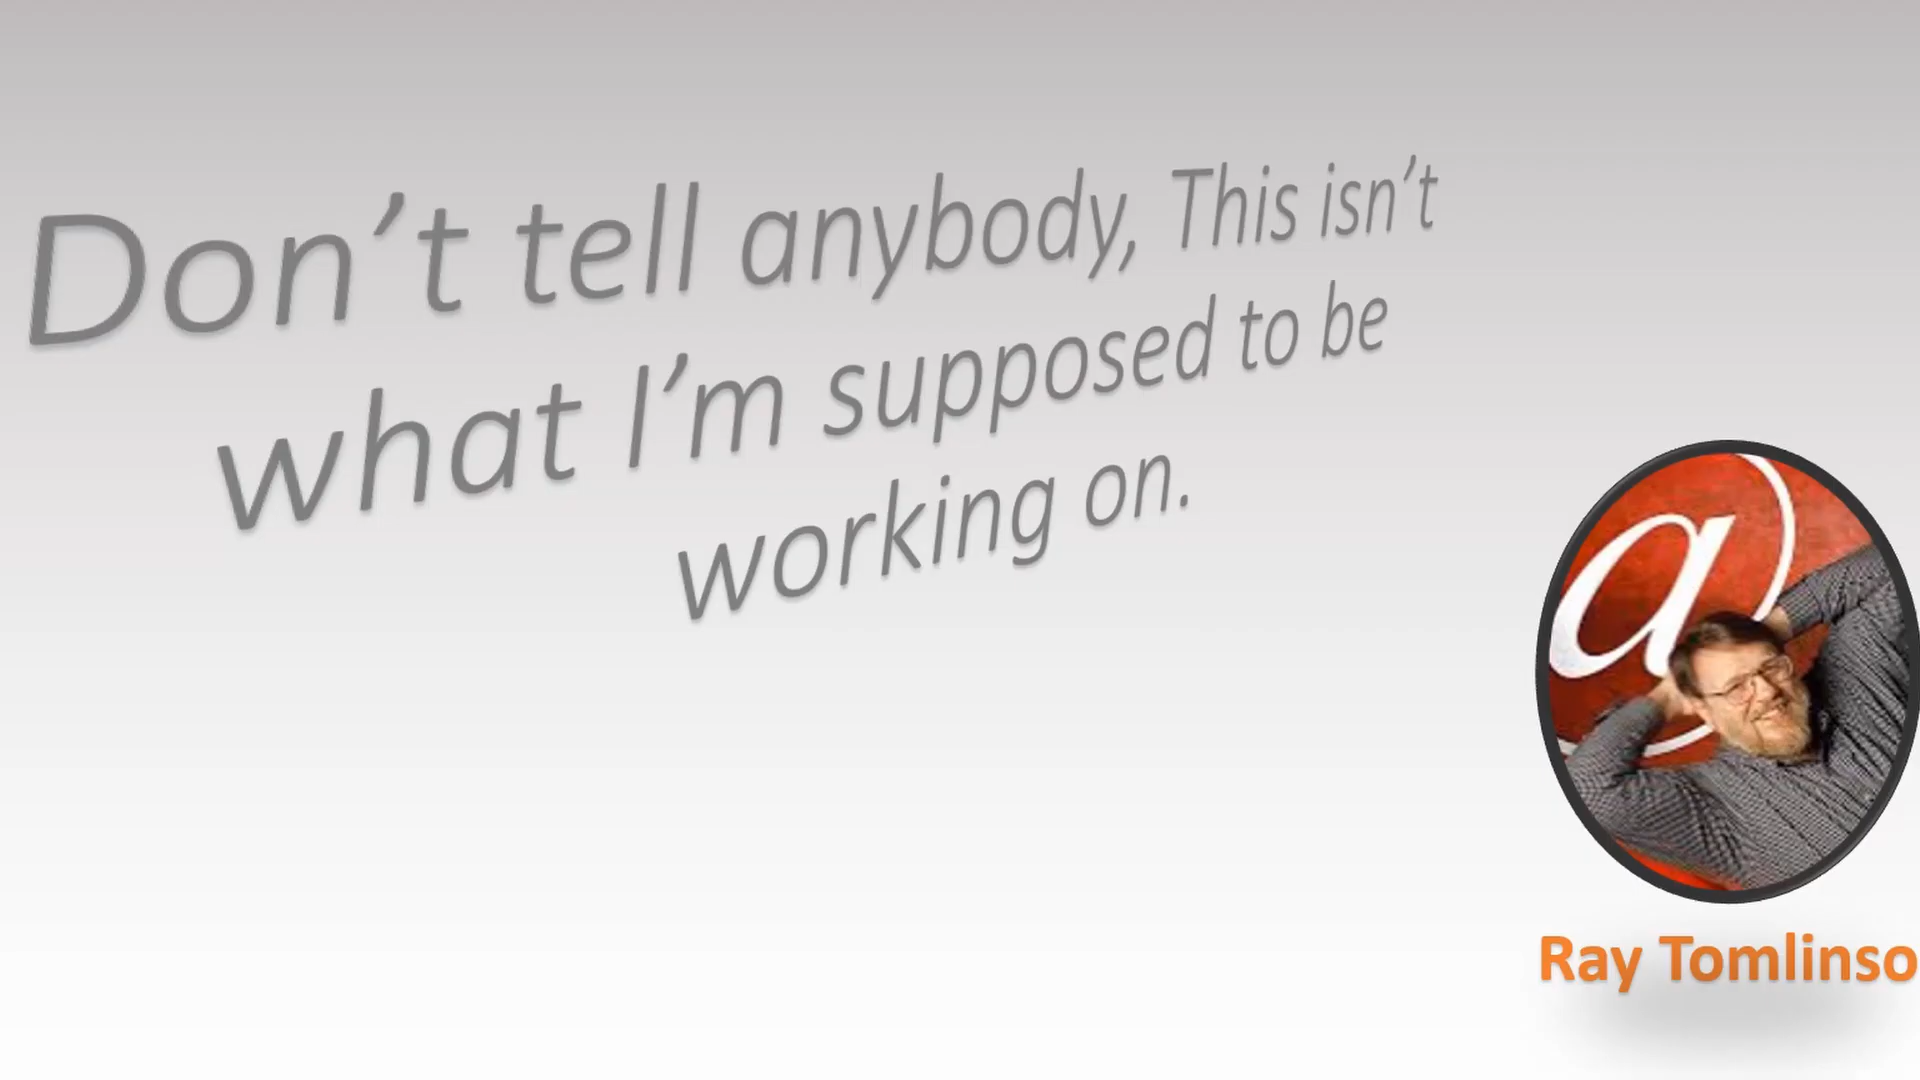 Don’t tell anybody, This isn’t
what I’m supposed to be
working on.
@
Ray Tomlinso